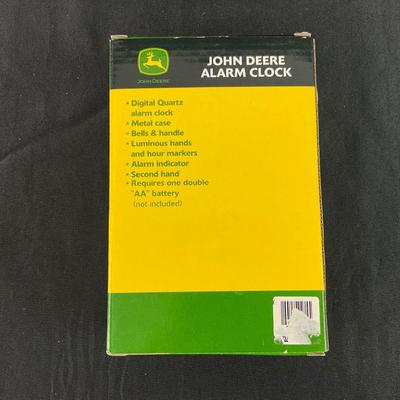 JOHN DEERE
JOHN DEERE
ALARM CLOCK
• Digital Quartz
alarm clock
• Metal case
• Bells & handle
• Luminous hands
and hour markers
• Alarm indicator
• Second hand
• Requires one double
"AA" battery
(not included)